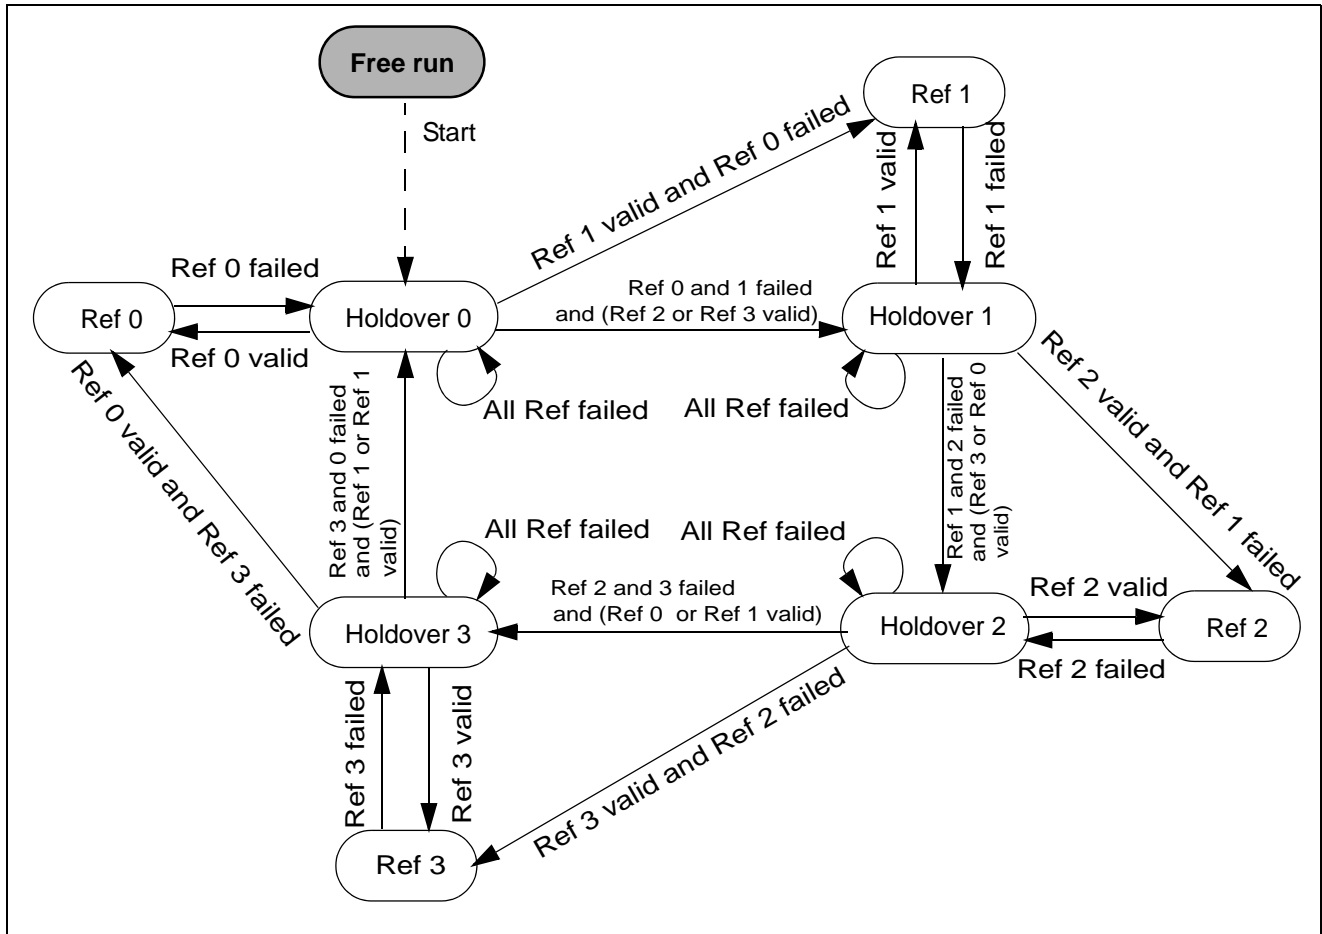 Free run
Start
Ref 1
Ref 1 valid and Ref 0 failed
Ref 1 valid
Ref 1 failed
Ref 0 failed
Ref 0
Ref 0 valid
Holdover 0
Ref 0 and 1 failed
and (Ref 2 or Ref 3 valid)
Holdover 1
All Ref failed
All Ref failed
Ref 0 valid and Ref 3 failed
Ref 3 and 0 failed
and (Ref 1 or Ref 1
valid)
Ref 1 and 2 failed
and (Ref 3 or Ref 0
valid)
Ref 2 valid and Ref 1 failed
All Ref failed
All Ref failed
Ref 2 and 3 failed
and (Ref 0 or Ref 1 valid)
Holdover 3
Holdover 2
Ref 2 valid
Ref 2
Ref 2 failed
Ref 3 failed
Ref 3 valid
Ref 3 valid and Ref 2 failed
Ref 3